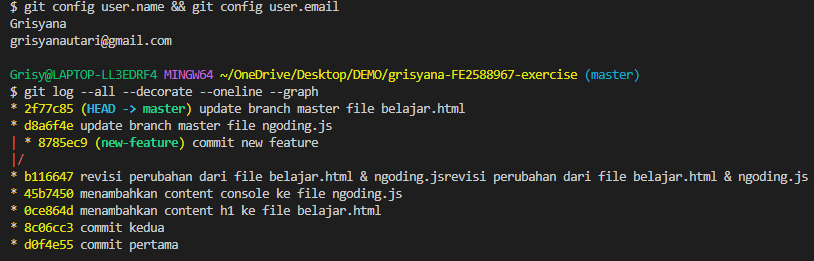 $ git config user.name && git config user.email
Grisyana
grisyanautari@gmail.com
Grisy@LAPTOP-LL3EDRF4 MINGW64 ~/OneDrive/Desktop/DEMO/grisyana-FE2588967-exercise (master)
$ git log --all --decorate --oneline --graph
* 2f77c85 (HEAD -> master) update branch master file belajar.html
* d8a6f4e update branch master file ngoding.js
| * 8785ec9 (new-feature) commit new feature
|/
* b116647 revisi perubahan dari file belajar.html & ngoding.jsrevisi perubahan dari file belajar.html & ngoding.js
* 45b7450 menambahkan content console ke file ngoding.js
* 0ce864d menambahkan content h1 ke file belajar.html
* 8c06cc3 commit kedua
* d0f4e55 commit pertama